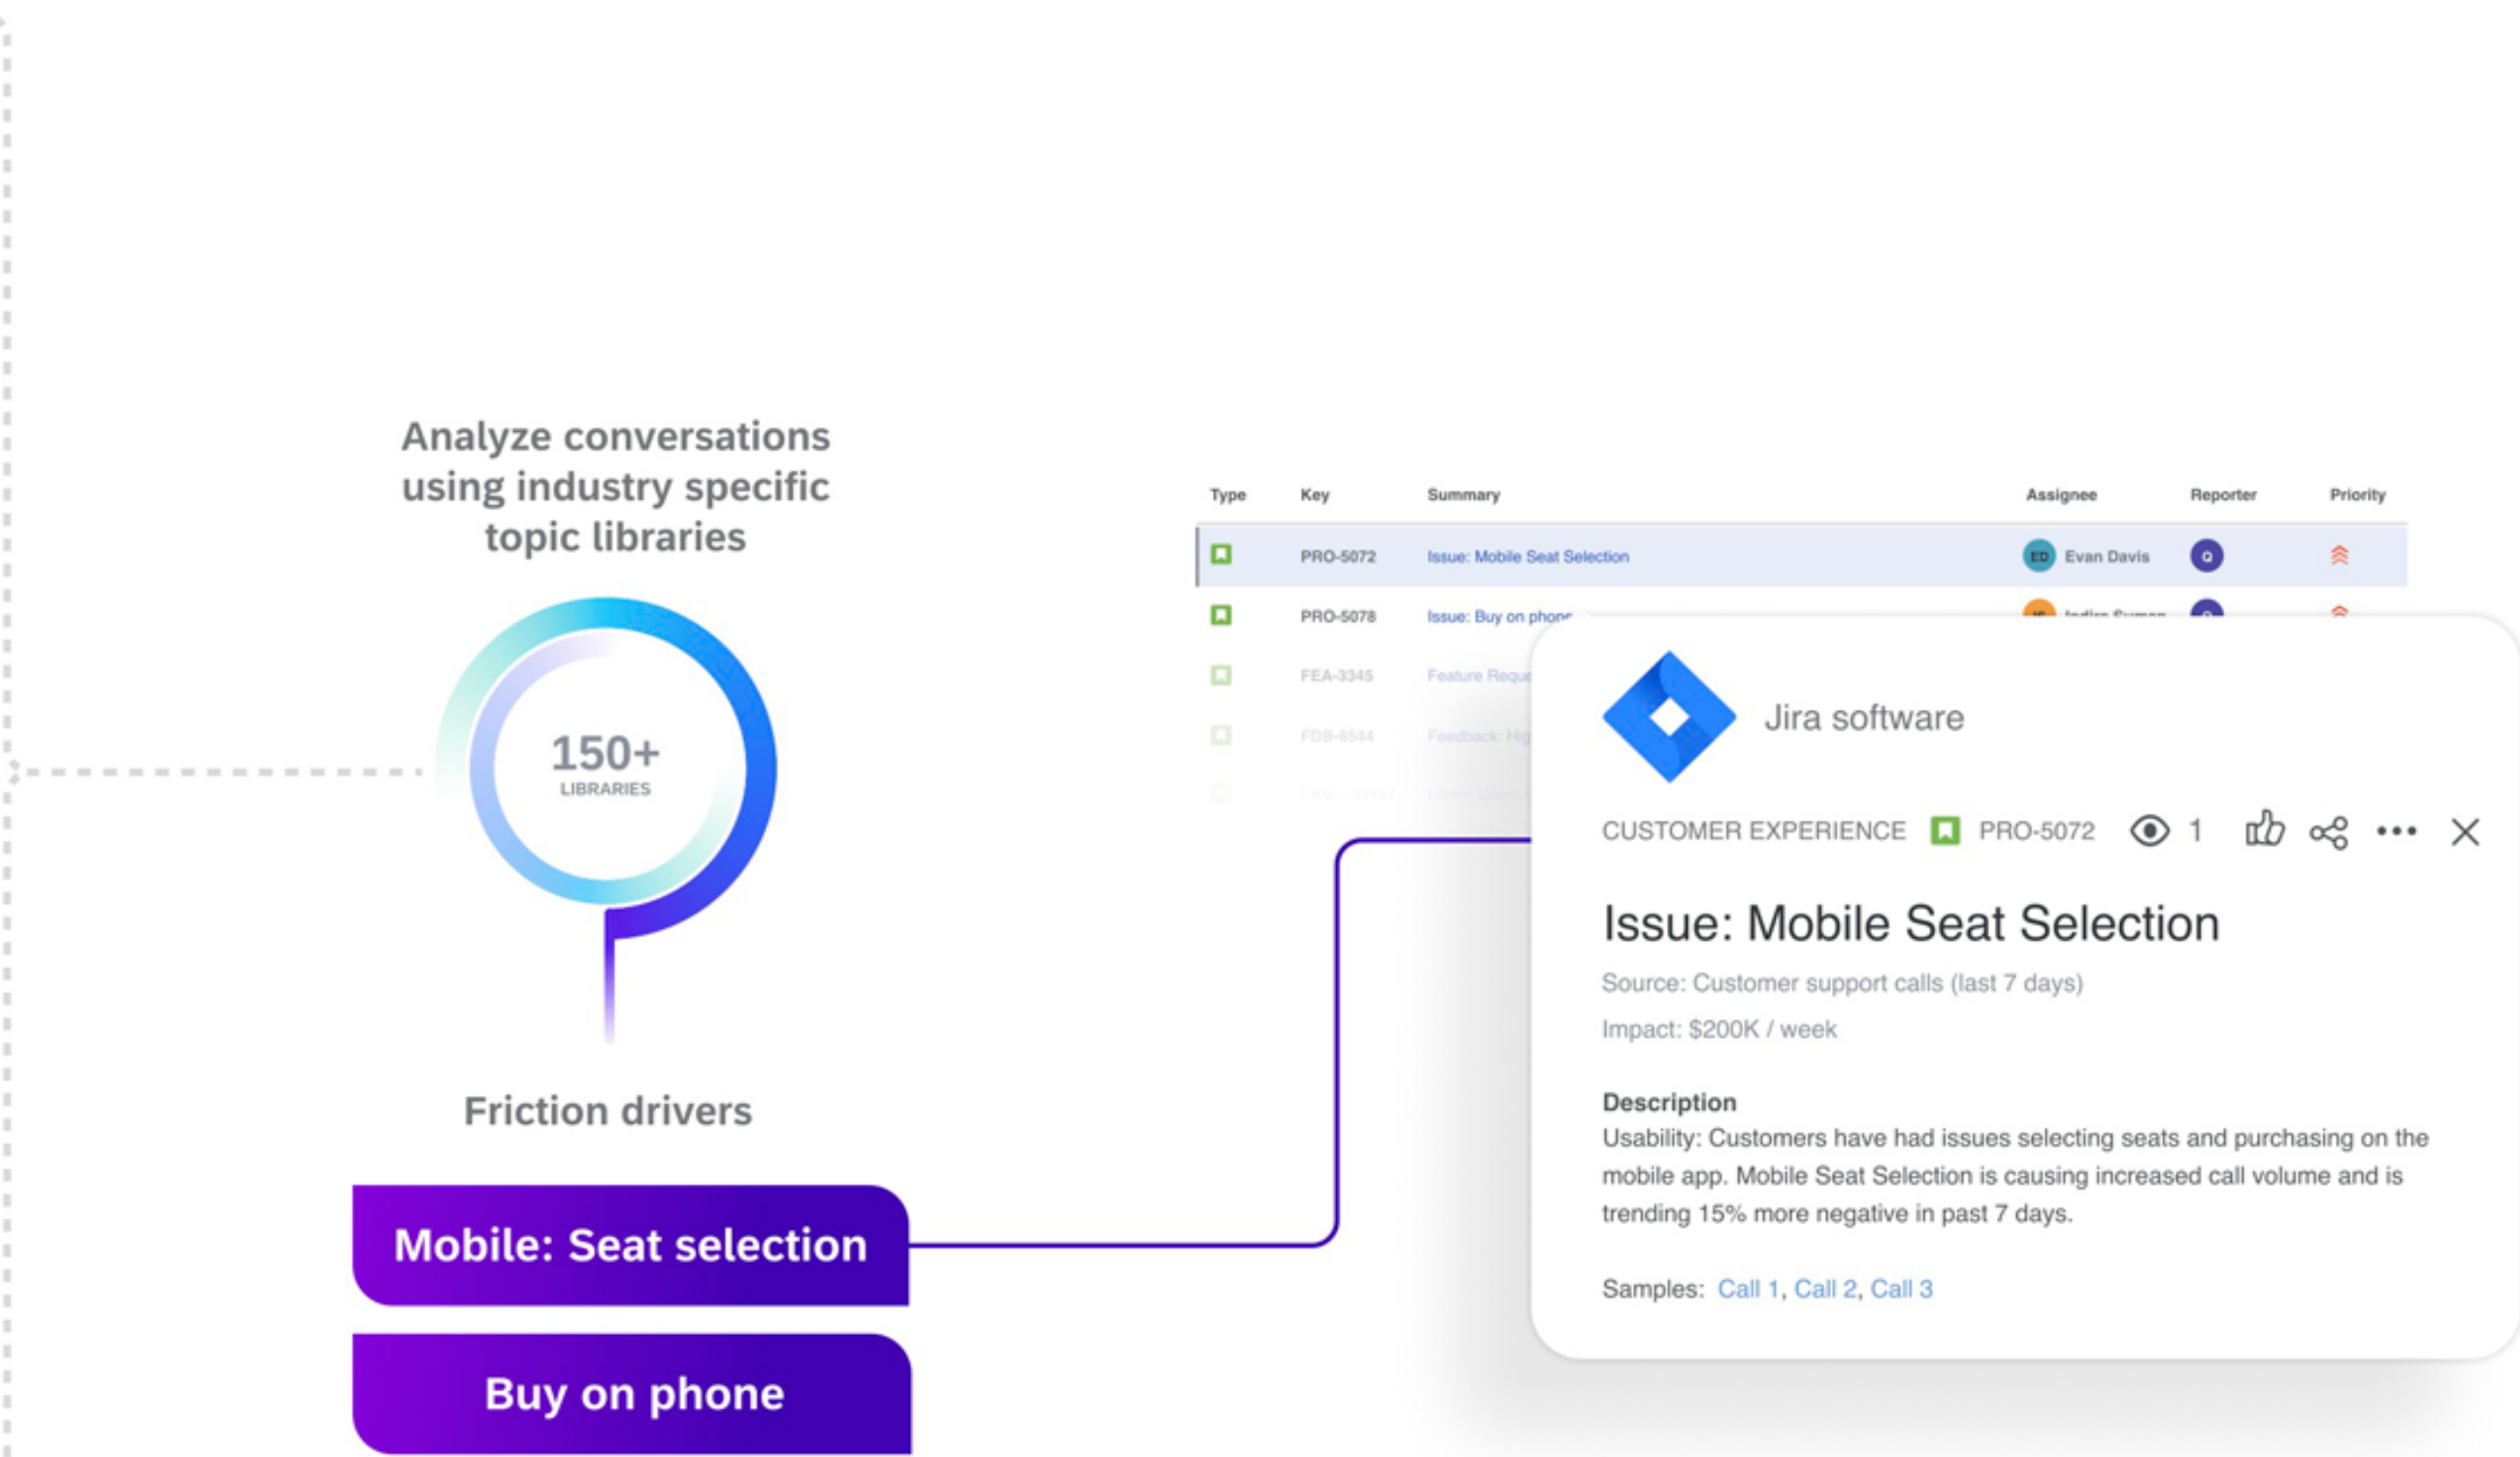 Analyze conversations
using industry specific
topic libraries
150+
LIBRARIES
Friction drivers
Mobile: Seat selection
Buy on phone
Type Key Summary Assignee Reporter Priority
PRO-5072 Issue: Mobile Seat Selection ED Evan Davis Q
PRO-5078 Issue: Buy on phone
FEA-3345 Feature
FDB-8544 Feedback:
Jira software
CUSTOMER EXPERIENCE PRO-5072 1
Issue: Mobile Seat Selection
Source: Customer support calls (last 7 days)
Impact: $200K / week
Description
Usability: Customers have had issues selecting seats and purchasing on the
mobile app. Mobile Seat Selection is causing increased call volume and is
trending 15% more negative in past 7 days.
Samples: Call 1, Call 2, Call 3